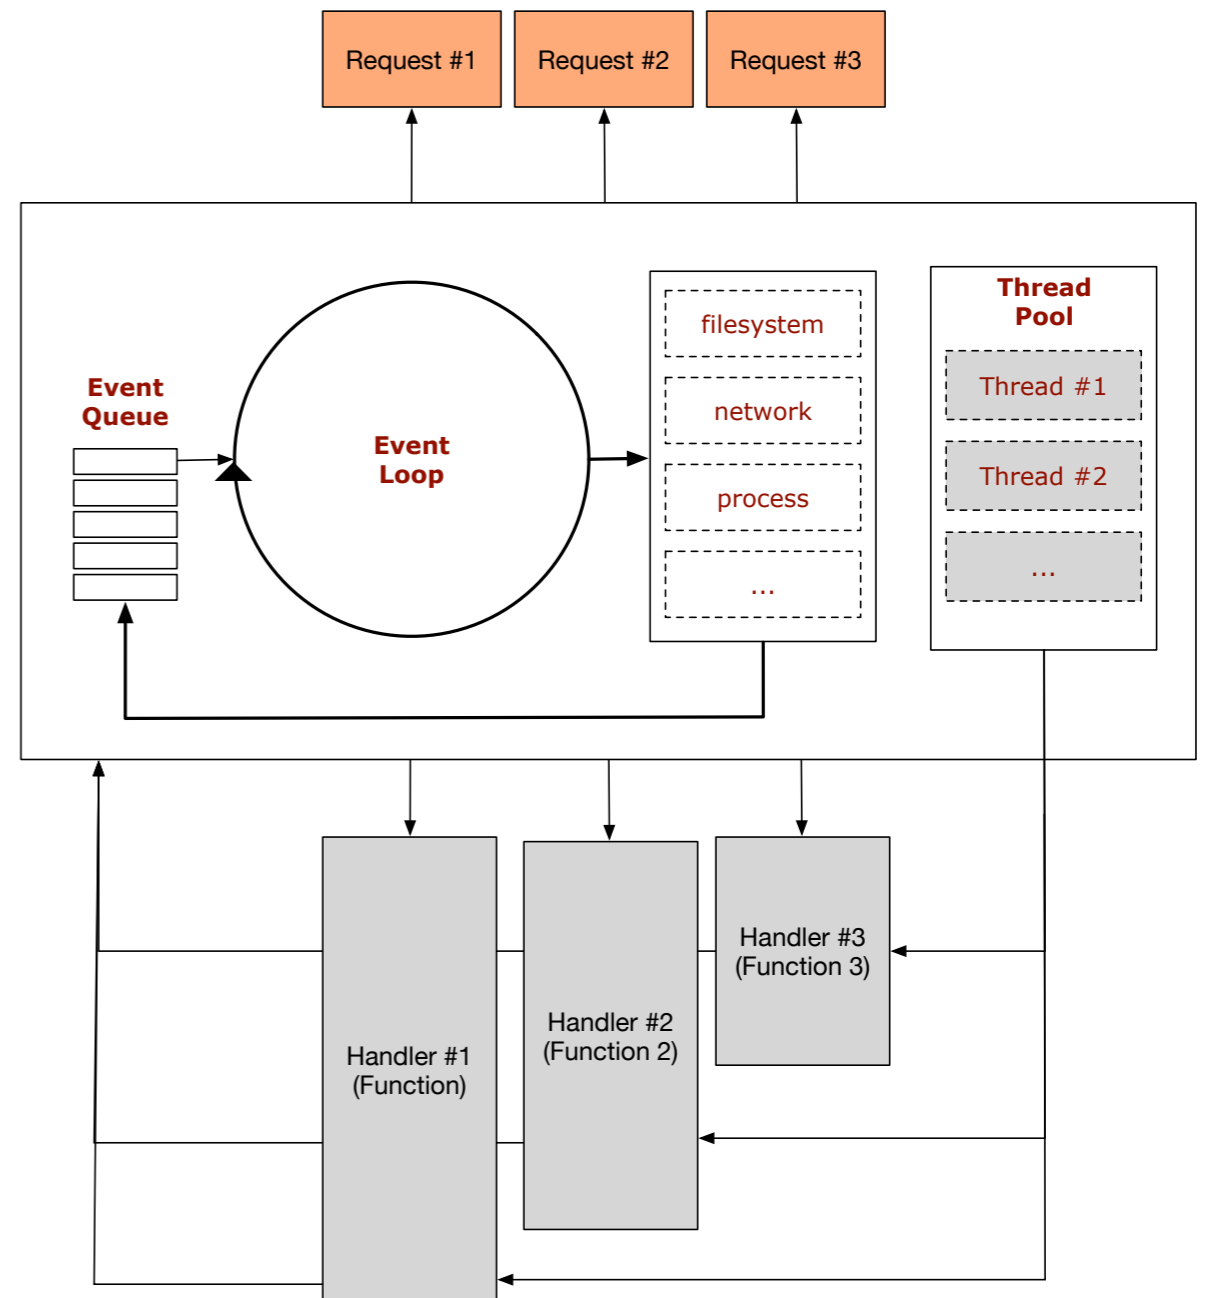 Request #1
Request #2
Request #3
Event
Queue
Event
Loop
filesystem
network
process
...
Thread
Pool
Thread #1
Thread #2
...
Handler #1
(Function)
Handler #2
(Function 2)
Handler #3
(Function 3)